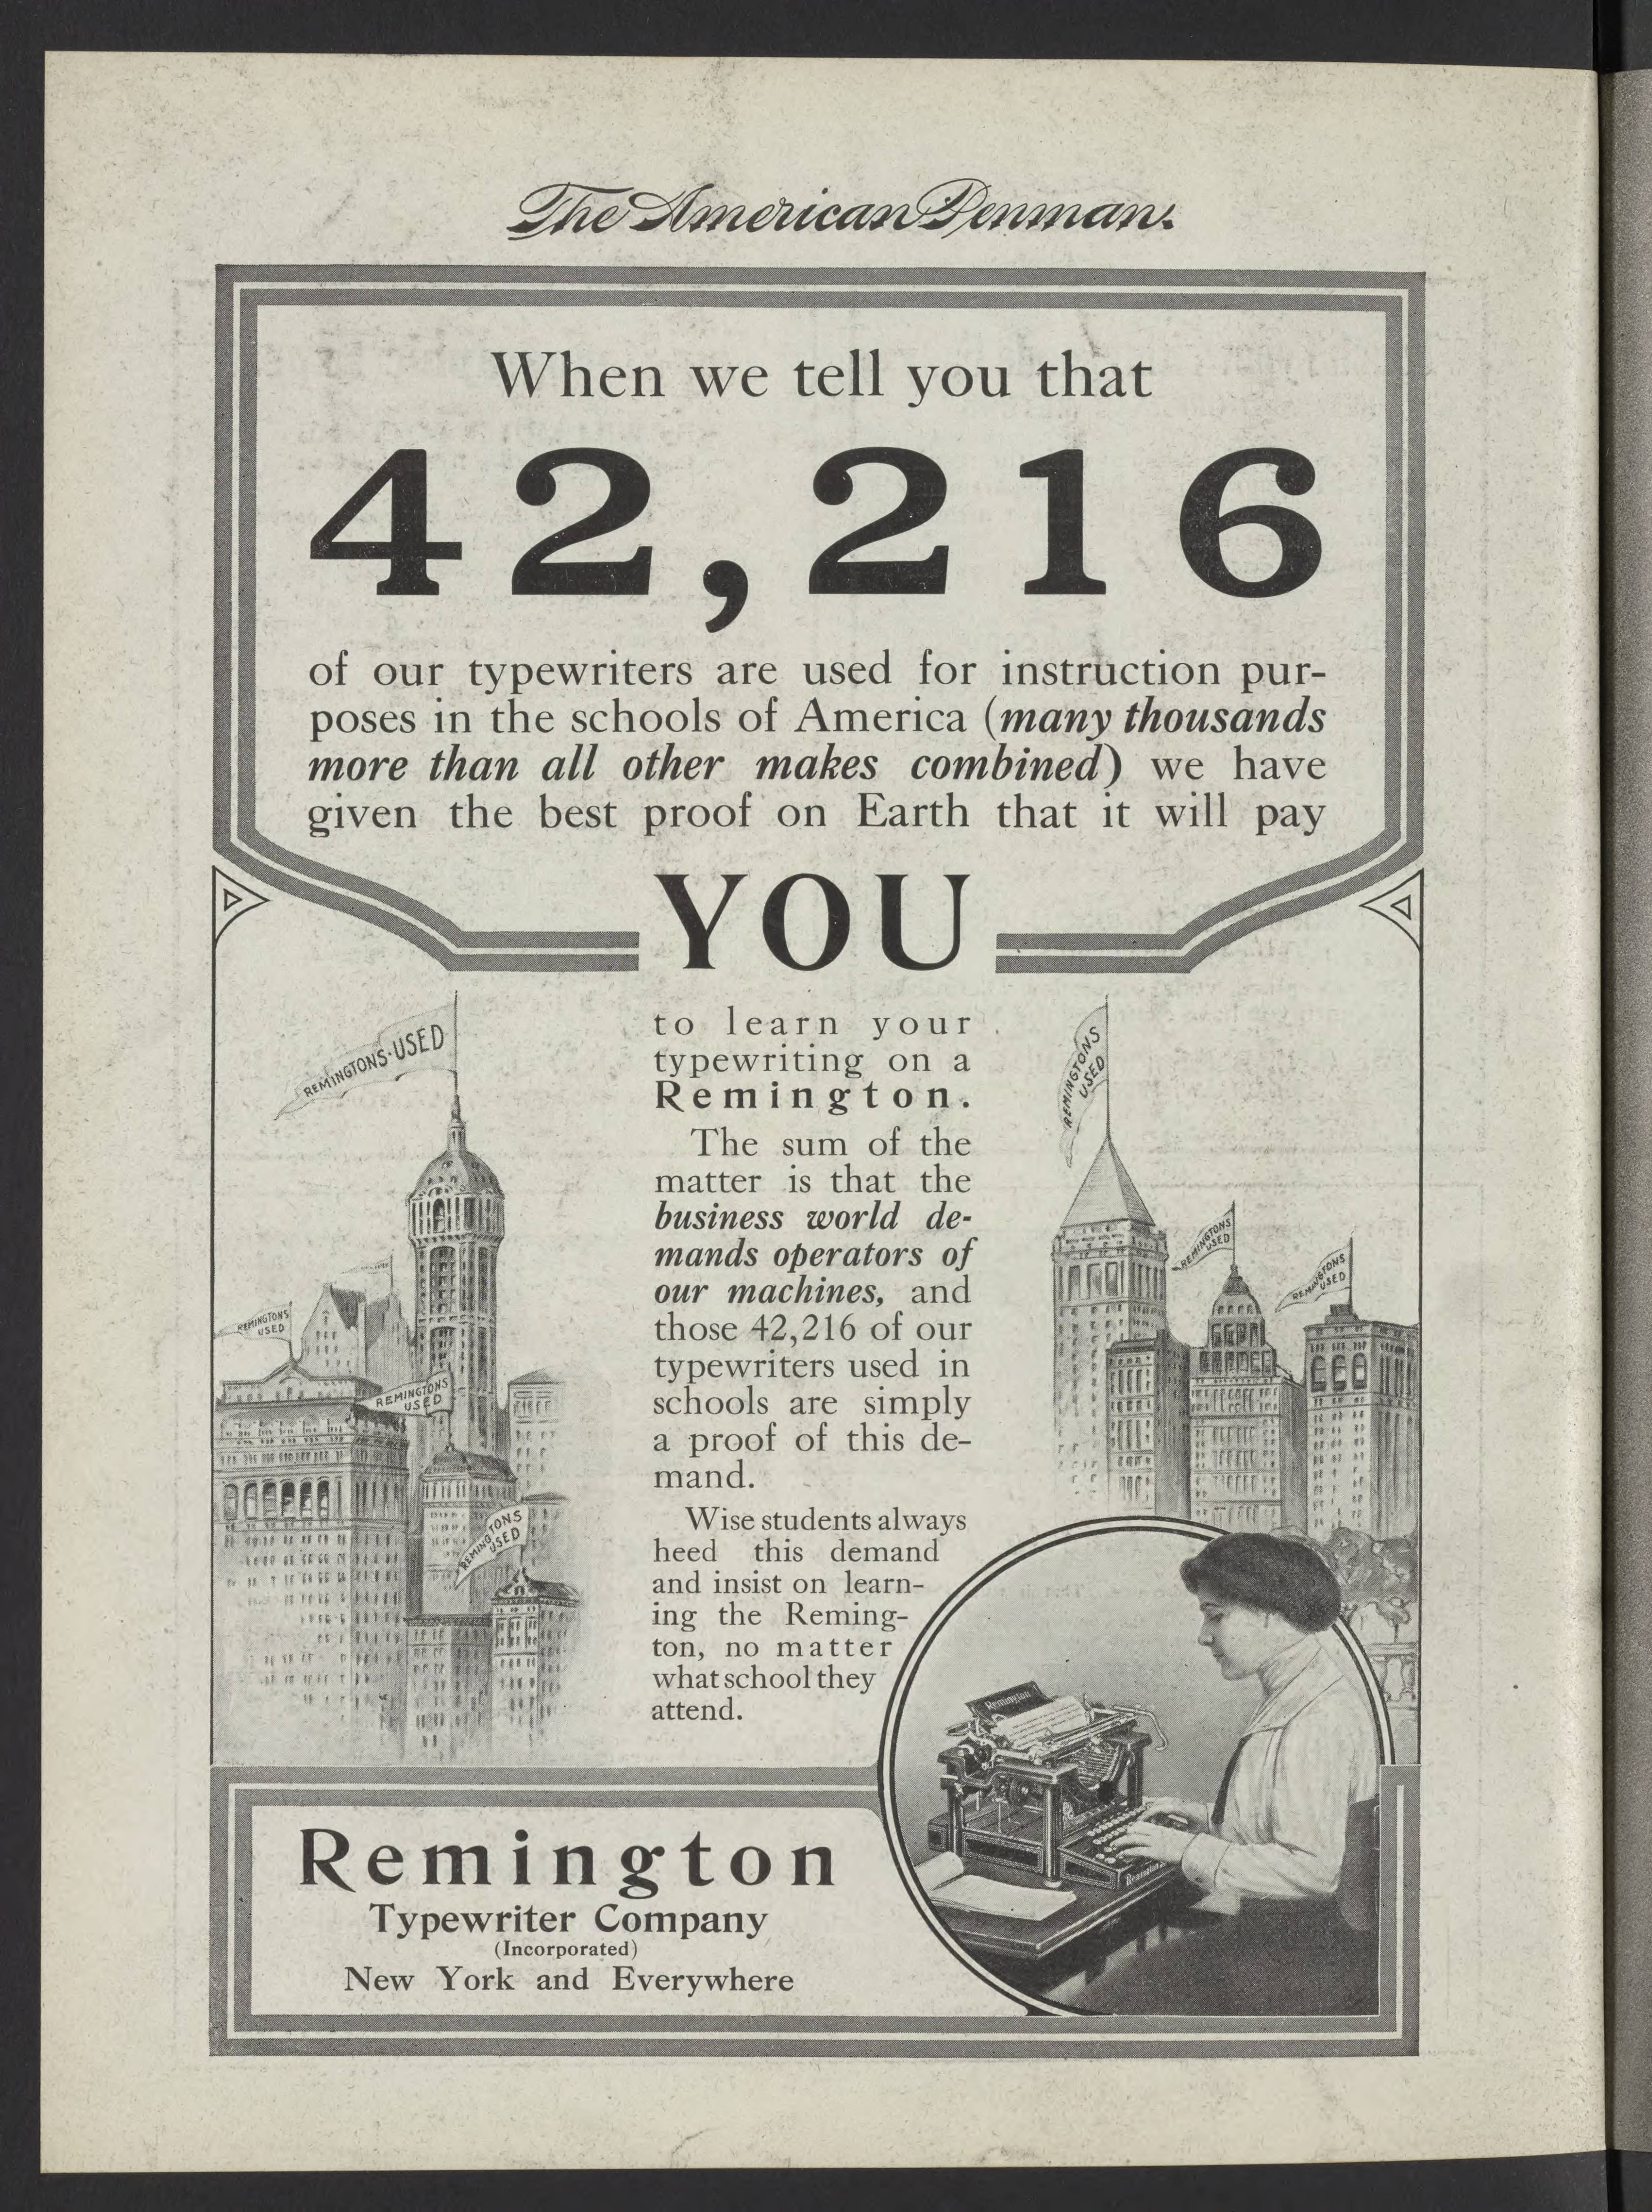 The American Penman.
When we tell you that
42,216
of our typewriters are used for instruction pur-
poses in the schools of America (many thousands
more than all other makes combined) we have
given the best proof on Earth that it will pay
YOU
to learn your
typewriting on a
Remington.
The sum of the
matter is that the
business world de-
mands operators of
our machines, and
those 42,216 of our
typewriters used in
schools are simply
a proof of this de-
mand.
Wise students always
heed this demand
and insist on learn-
ing the Reming-
ton, no matter
what school they
attend.
REMINGTONS·USED
REMINGTONS
USED
REMINGTONS
USED
REMINGTONS
USED
REMINGTONS
USED
REMINGTONS
USED
REMINGTONS
USED
Remington
Remington
Remington
Typewriter Company
(Incorporated)
New York and Everywhere